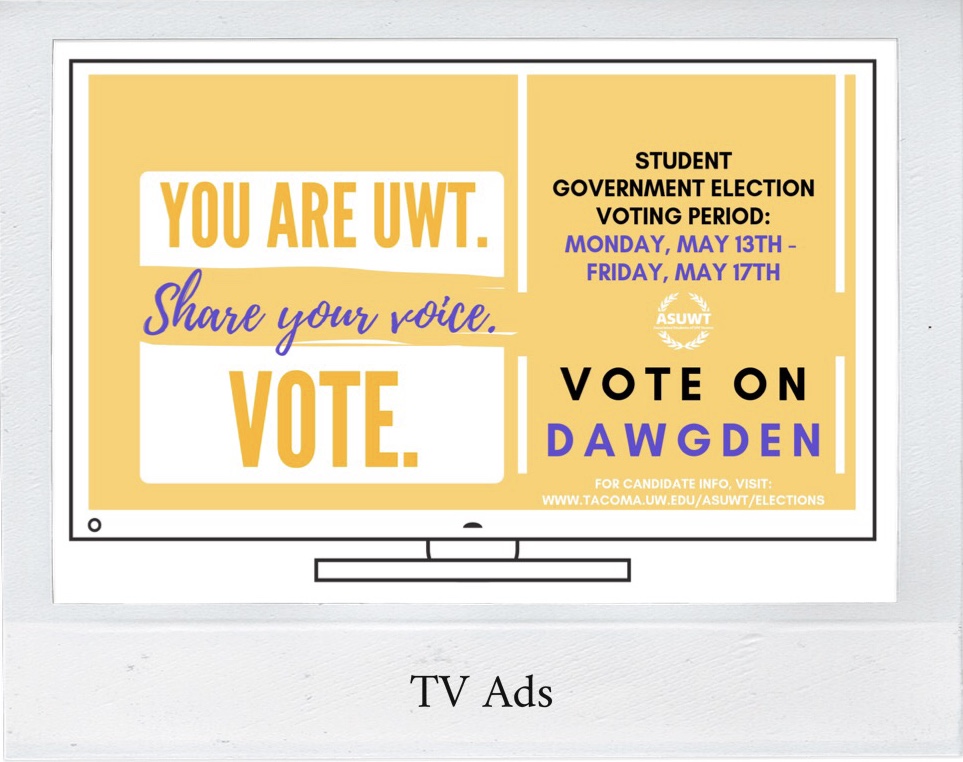 YOU ARE UWT.
Share your voice.
VOTE.
STUDENT
GOVERNMENT ELECTION
VOTING PERIOD:
MONDAY, MAY 13TH -
FRIDAY, MAY 17TH
ASUWT
VOTE ON
DAWGDEN
FOR CANDIDATE INFO, VISIT:
WWW.TACOMA.UW.EDU/ASUWT/ELECTIONS
TV Ads